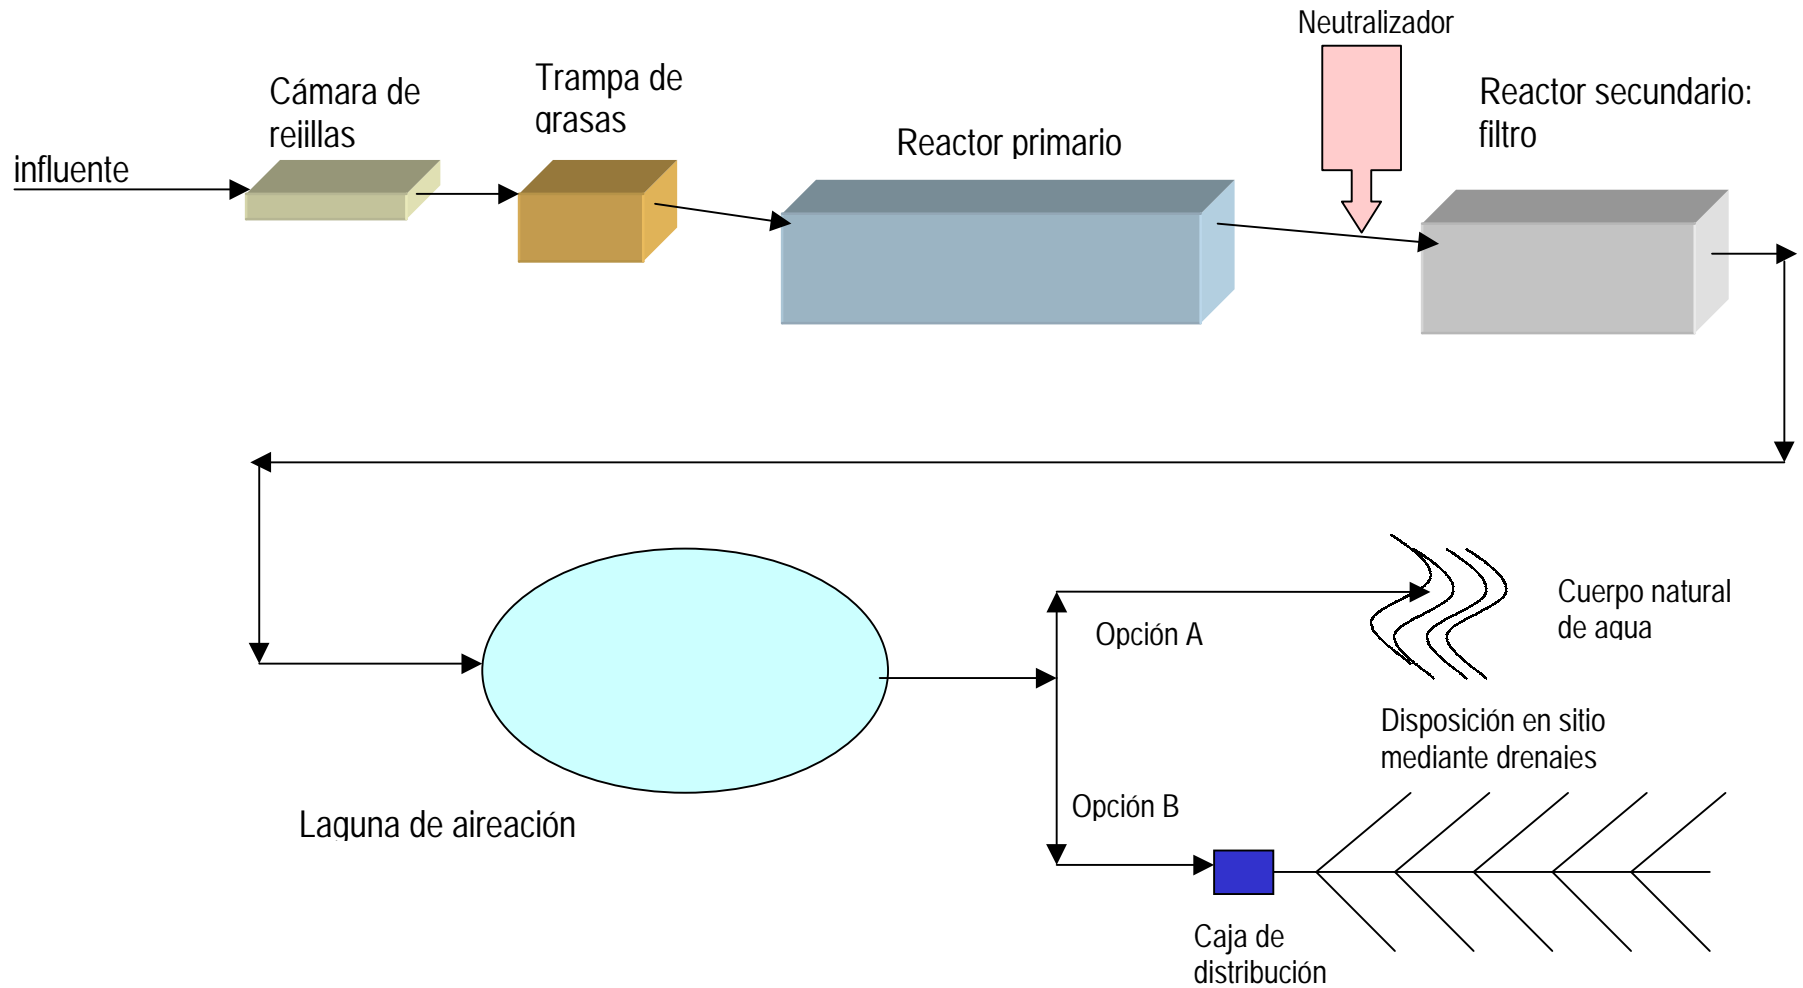 Neutralizador
Cámara de
rejillas
Trampa de
grasas
Reactor primario
Reactor secundario:
filtro
influente
Opción A
Cuerpo natural
de agua
Disposición en sitio
mediante drenajes
Opción B
Laguna de aireación
Caja de
distribución